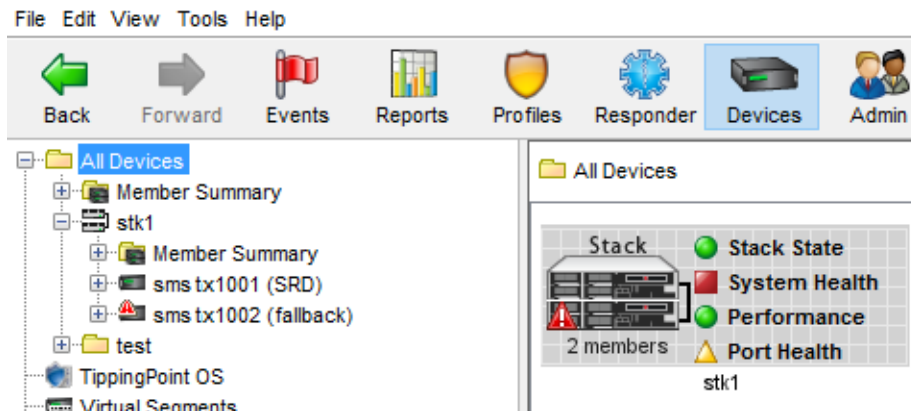 File Edit View Tools Help
Back Forward Events Reports Profiles Responder Devices Admin
All Devices
Member Summary
stk1
Member Summary
sms tx1001 (SRD)
sms tx1002 (fallback)
test
TippingPoint OS
Virtual Segments
All Devices
Stack
2 members
Stack State
System Health
Performance
Port Health
stk1